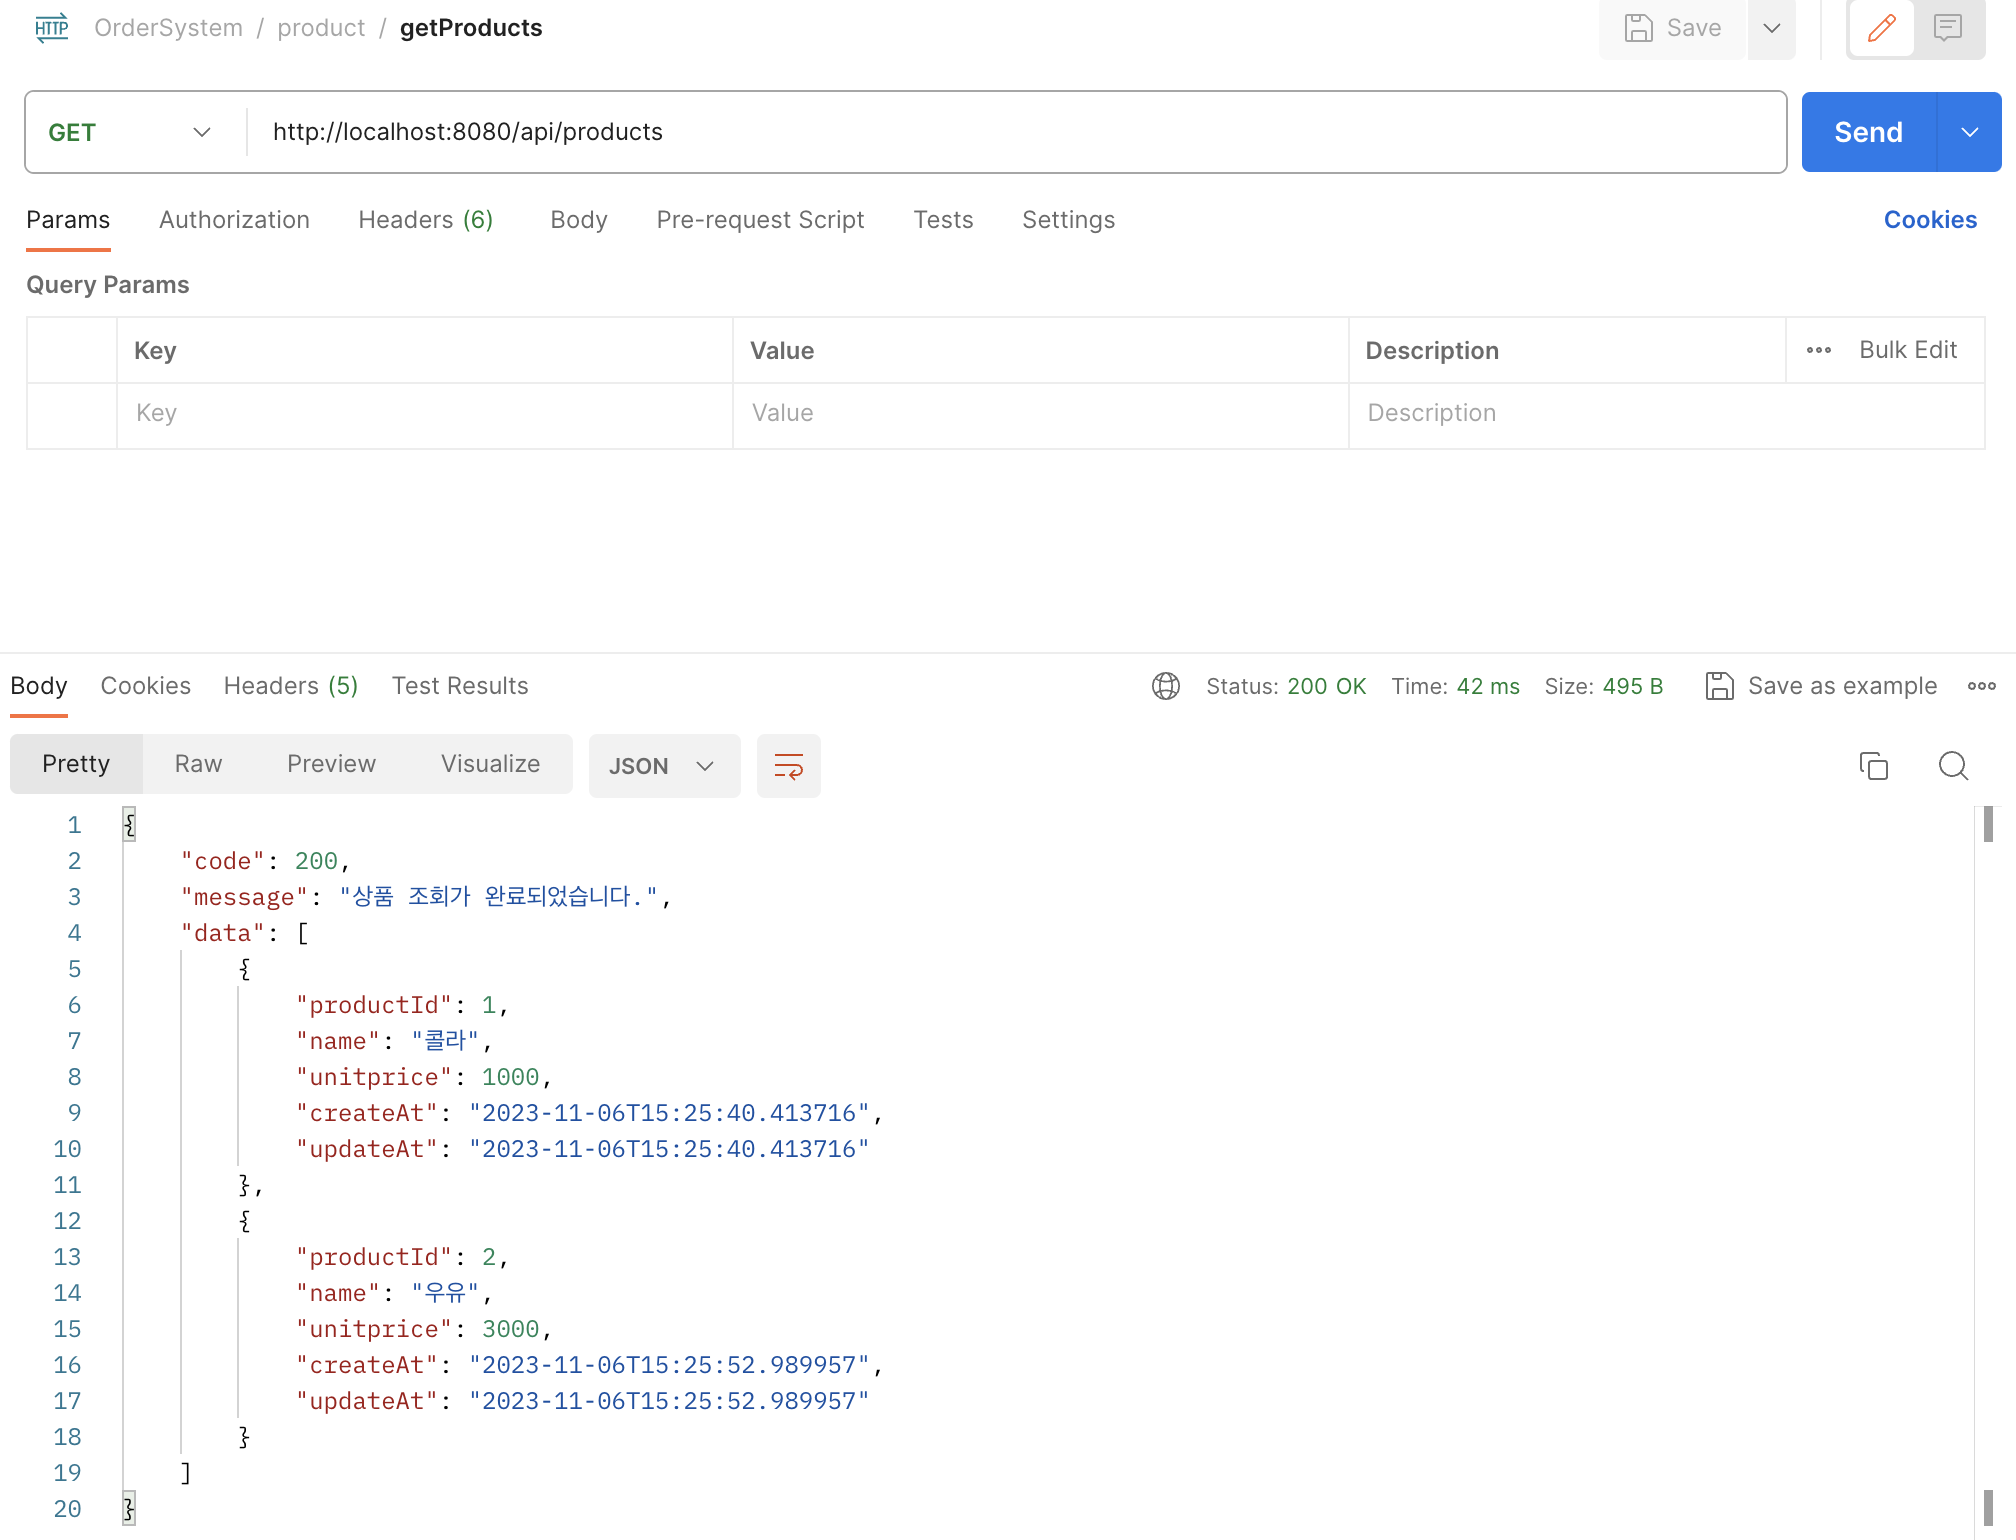 HTTP OrderSystem / product / getProducts Save
GET http://localhost:8080/api/products Send
Params Authorization Headers (6) Body Pre-request Script Tests Settings Cookies
Query Params
Key Value Description Bulk Edit
Key Value Description
Body Cookies Headers (5) Test Results Status: 200 OK Time: 42 ms Size: 495 B Save as example
Pretty Raw Preview Visualize JSON
1 {
2 "code": 200,
3 "message": "상품 조회가 완료되었습니다.",
4 "data": [
5 {
6 "productId": 1,
7 "name": "콜라",
8 "unitprice": 1000,
9 "createAt": "2023-11-06T15:25:40.413716",
10 "updateAt": "2023-11-06T15:25:40.413716"
11 },
12 {
13 "productId": 2,
14 "name": "우유",
15 "unitprice": 3000,
16 "createAt": "2023-11-06T15:25:52.989957",
17 "updateAt": "2023-11-06T15:25:52.989957"
18 }
19 ]
20 }